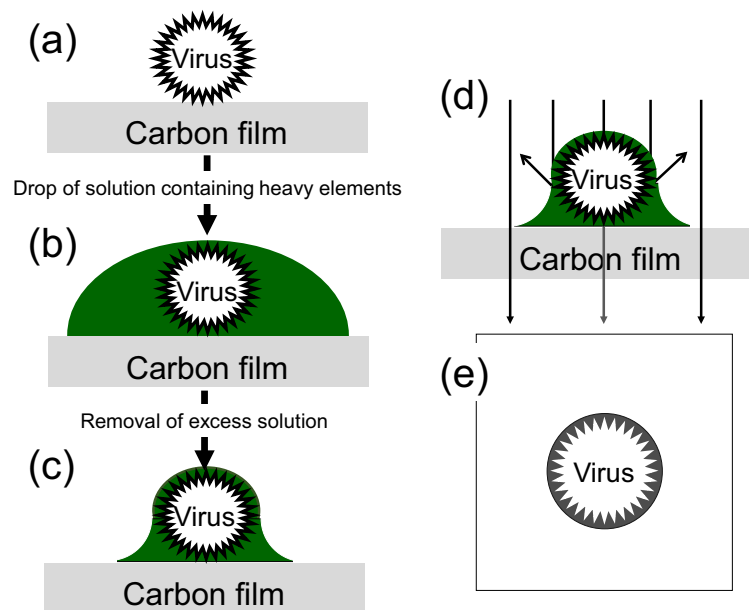 (a)
Virus
Carbon film
Drop of solution containing heavy elements
(b)
Virus
Carbon film
Removal of excess solution
(c)
Virus
Carbon film
(d)
Virus
Carbon film
(e)
Virus